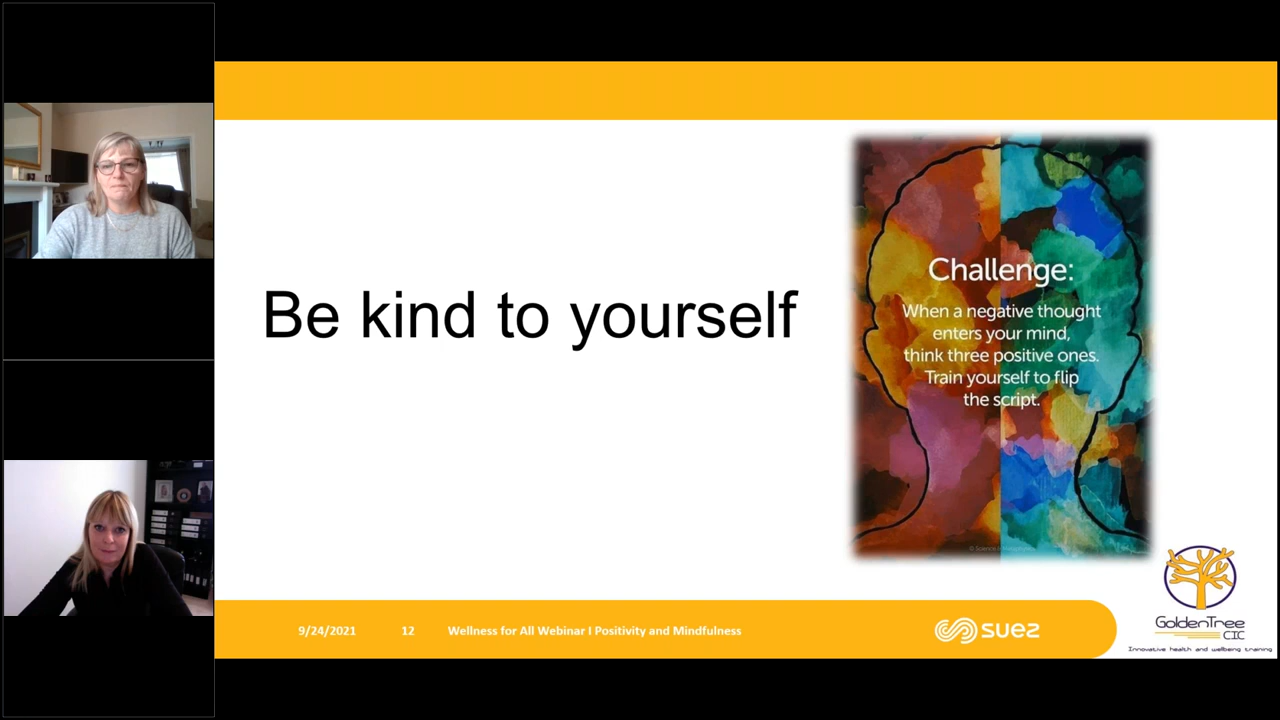 Be kind to yourself
Challenge:
When a negative thought
enters your mind,
think three positive ones.
Train yourself to flip
the script.
9/24/2021
12
Wellness for All Webinar I Positivity and Mindfulness
suez
GoldenTree
CIC
Innovative health and wellbeing training